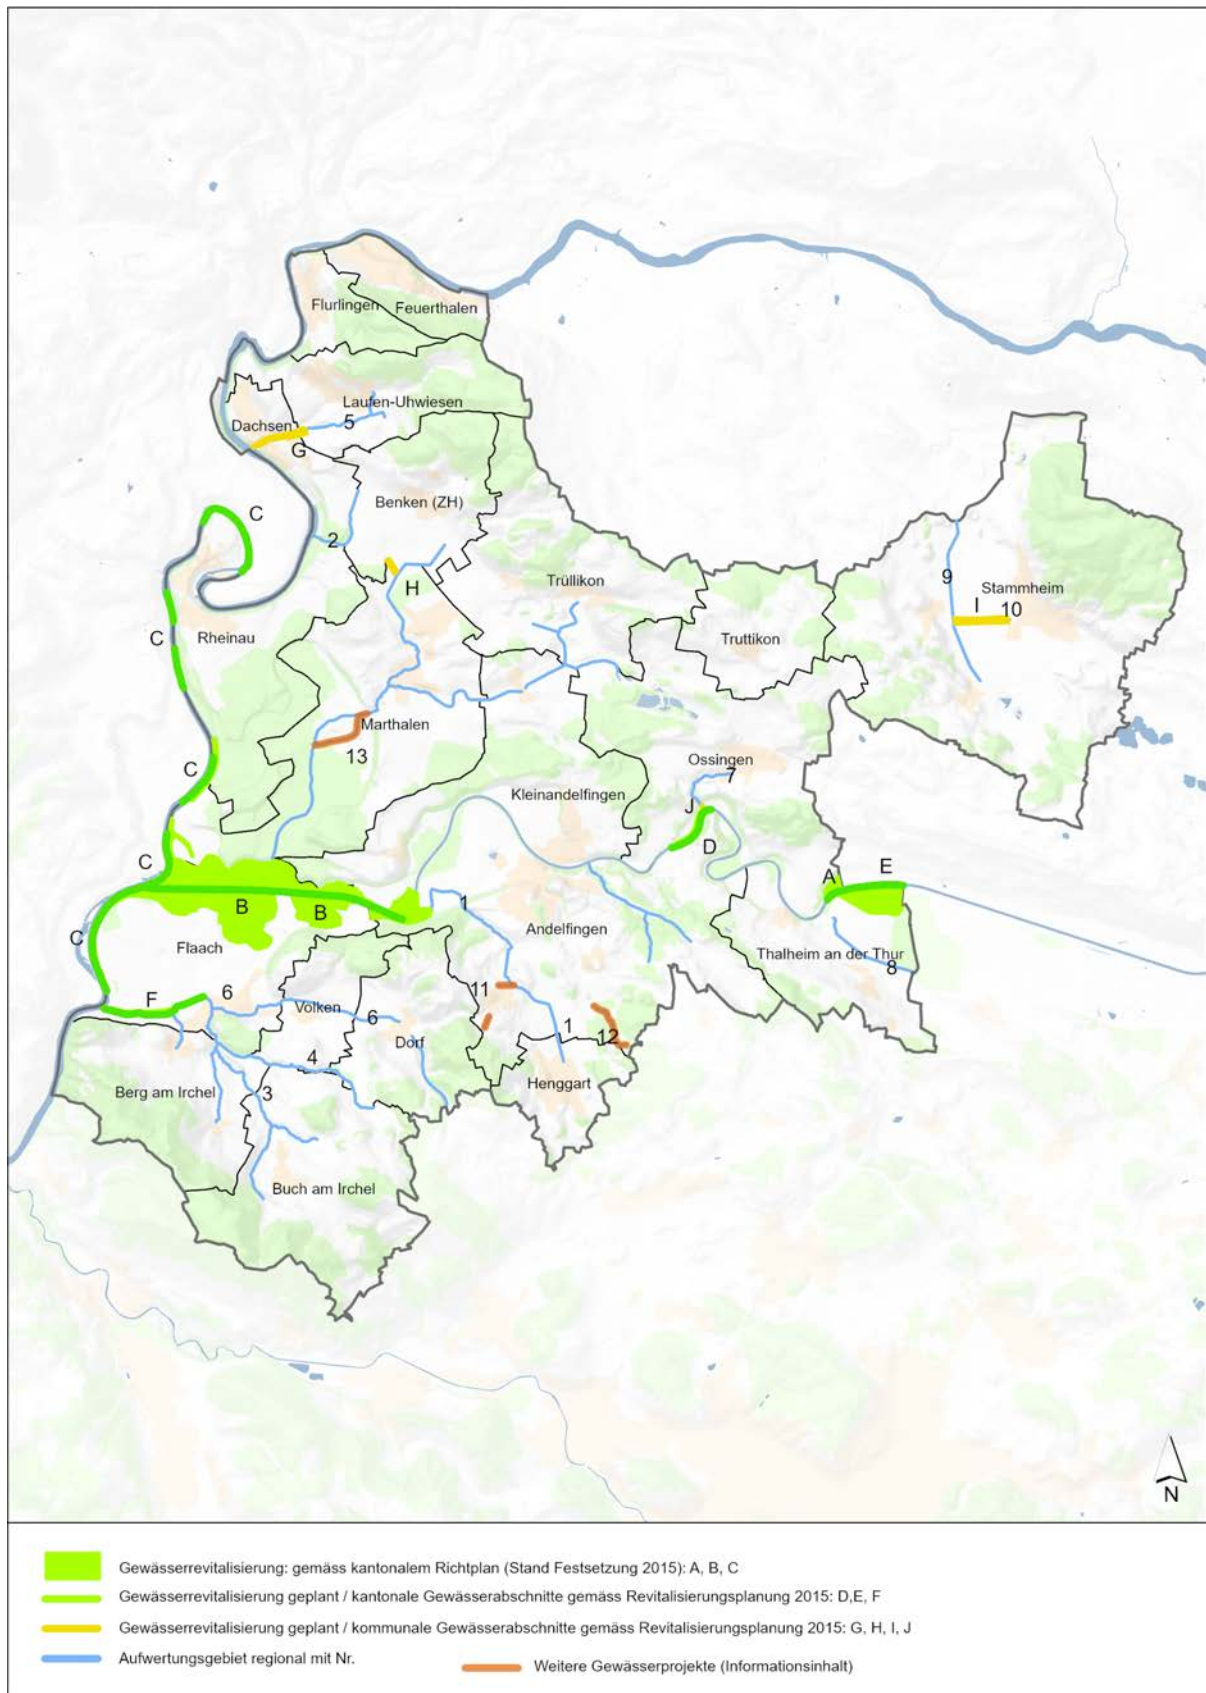 Flurlingen
Feuerthalen
Laufen-Uhwiesen
5
Dachsen
G
Benken (ZH)
C
2
H
Trüllikon
9
Stammheim
I
10
C
Rheinau
Truttikon
Marthalen
13
Ossingen
7
C
Kleinandelfingen
J
D
C
A
E
B
B
1
C
Flaach
Andelfingen
Thalheim an der Thur
8
F
6
Volken
6
11
Dorf
1
12
4
Berg am Irchel
3
Henggart
Buch am Irchel
N
Gewässerrevitalisierung: gemäss kantonalem Richtplan (Stand Festsetzung 2015): A, B, C
Gewässerrevitalisierung geplant / kantonale Gewässerabschnitte gemäss Revitalisierungsplanung 2015: D,E, F
Gewässerrevitalisierung geplant / kommunale Gewässerabschnitte gemäss Revitalisierungsplanung 2015: G, H, I, J
Aufwertungsgebiet regional mit Nr.
Weitere Gewässerprojekte (Informationsinhalt)